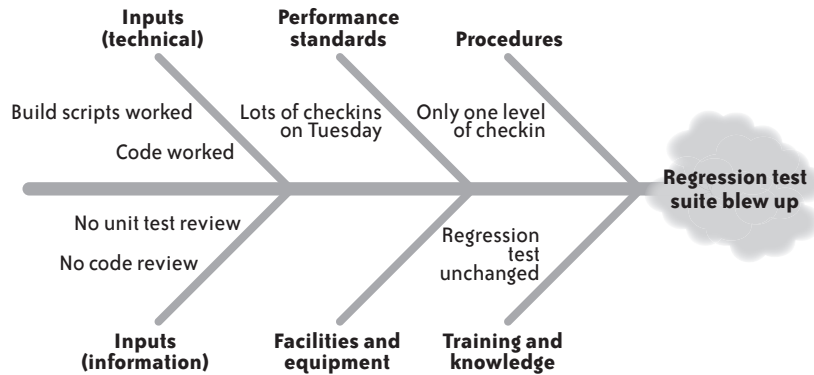 Inputs
(technical)
Performance
standards
Procedures
Build scripts worked
Code worked
Lots of checkins
on Tuesday
Only one level
of checkin
Regression test
suite blew up
No unit test review
No code review
Regression
test
unchanged
Inputs
(information)
Facilities and
equipment
Training and
knowledge